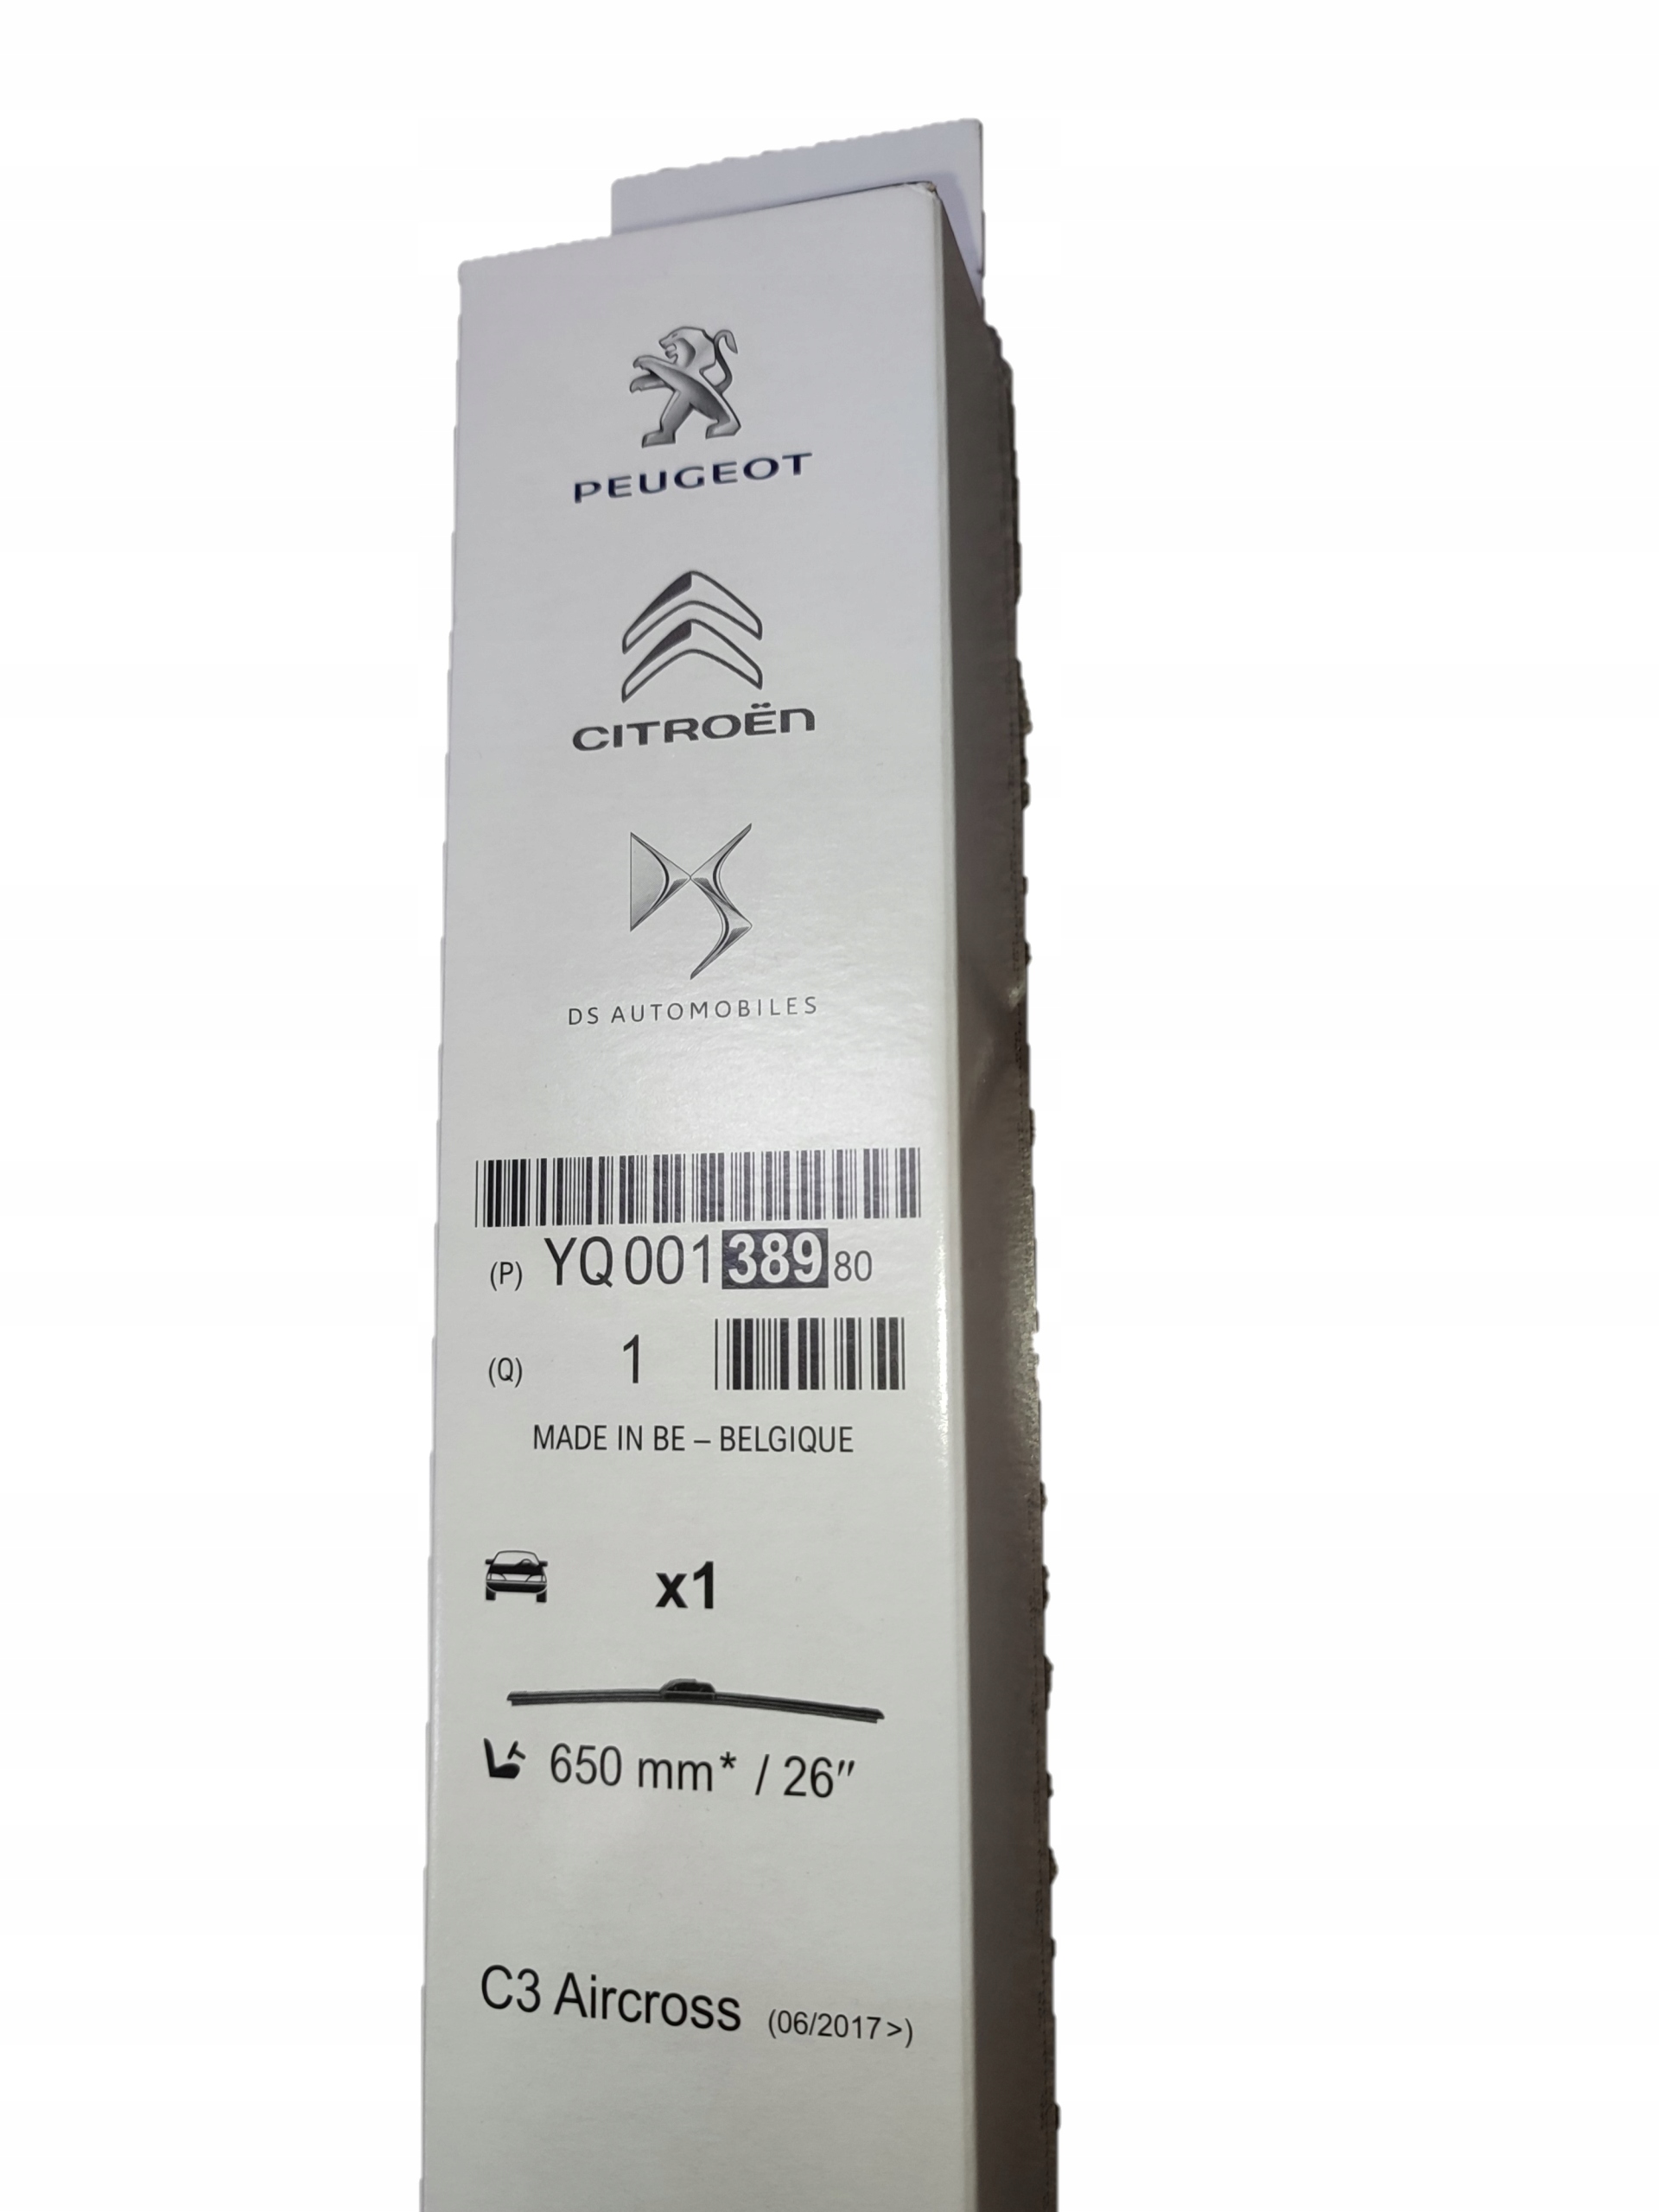 PEUGEOT
CITROËN
DS AUTOMOBILES
(P) YQ 001 389 80
(Q) 1
MADE IN BE – BELGIQUE
x1
650 mm* / 26″
C3 Aircross (06/2017>)